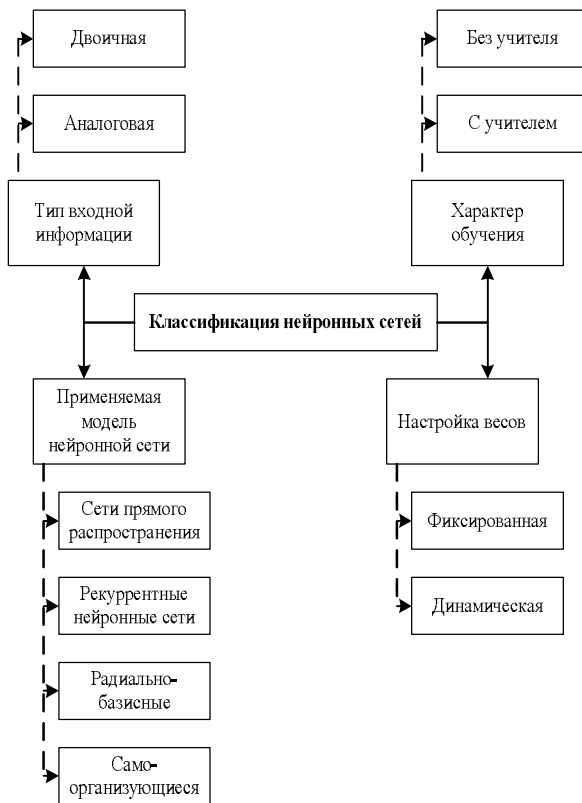 Двоичная
Без учителя
Аналоговая
С учителем
Тип входной
информации
Характер
обучения
Классификация нейронных сетей
Применяемая
модель
нейронной сети
Настройка весов
Сети прямого
распространения
Фиксированная
Рекуррентные
нейронные сети
Динамическая
Радиально-
базисные
Само-
организующиеся